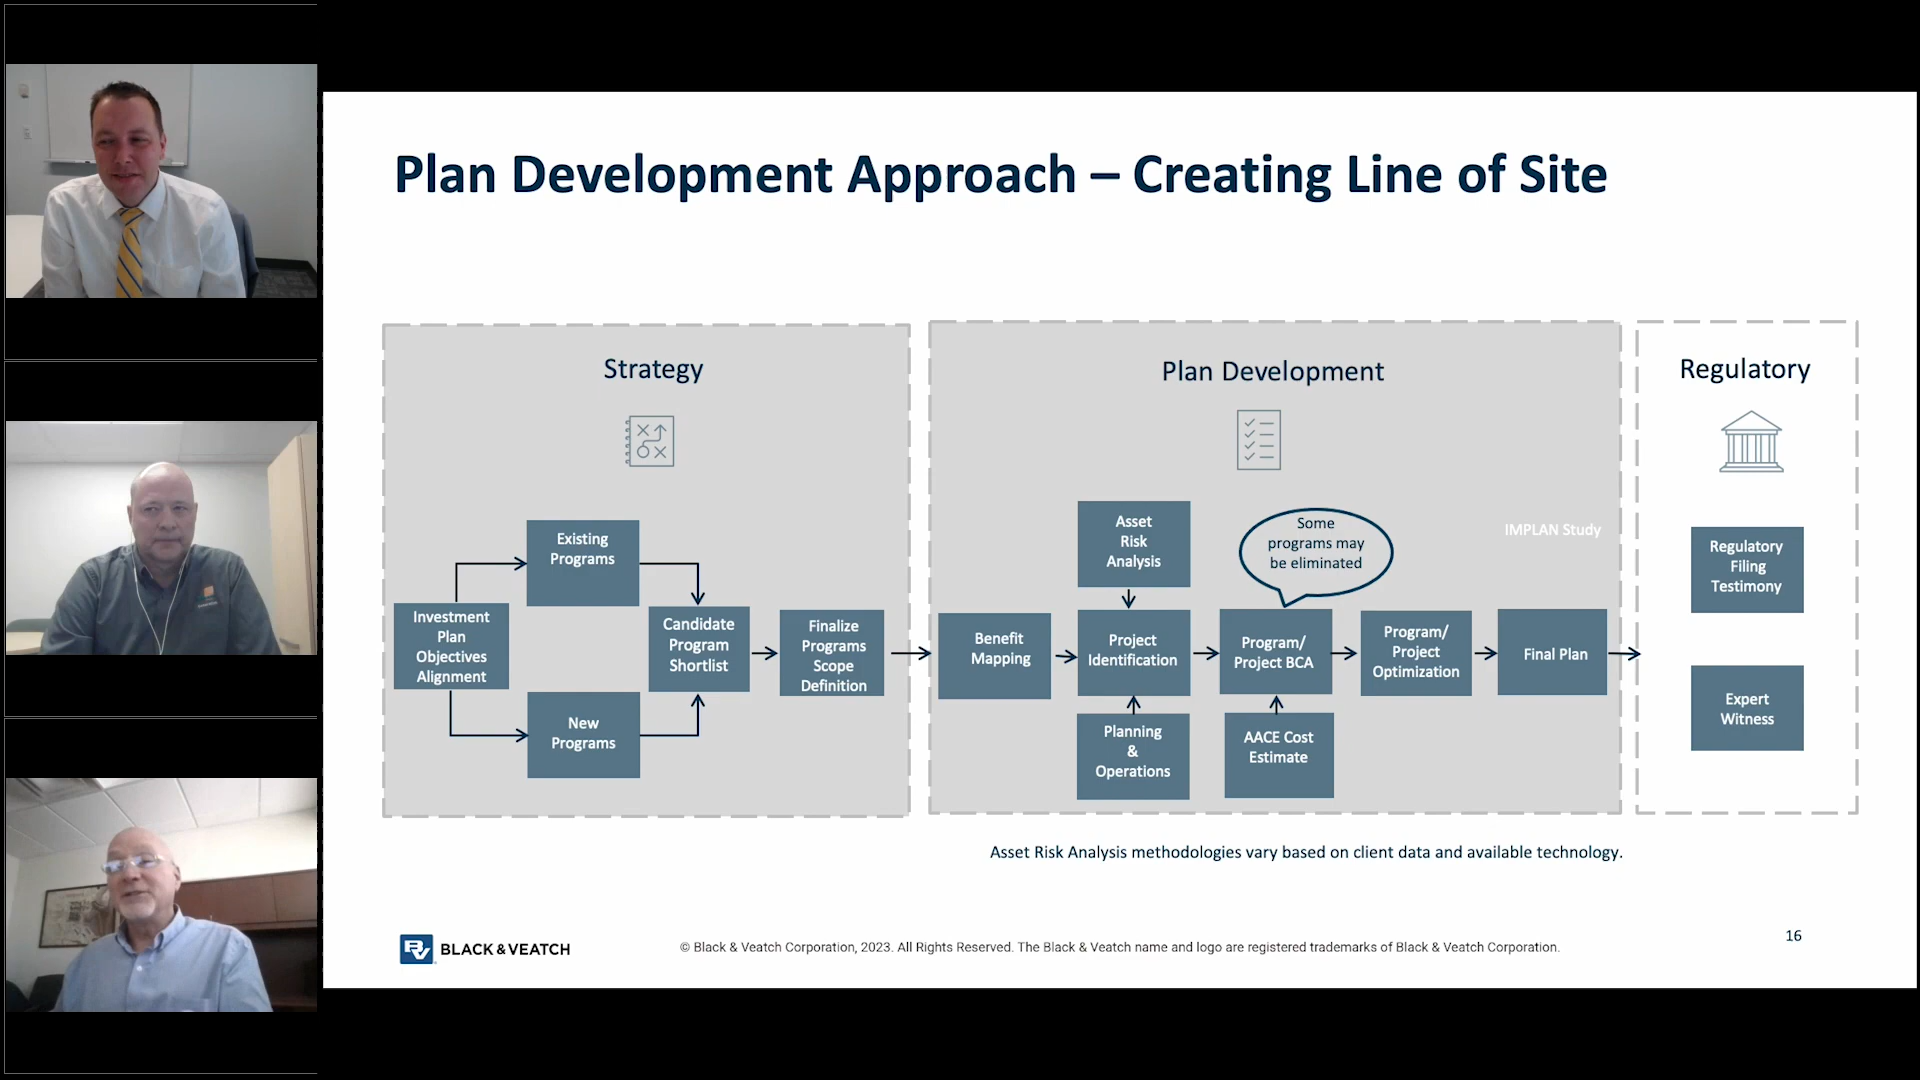 Plan Development Approach – Creating Line of Site
Strategy
Investment
Plan
Objectives
Alignment
Existing
Programs
New
Programs
Candidate
Program
Shortlist
Finalize
Programs
Scope
Definition
Plan Development
Benefit
Mapping
Asset
Risk
Analysis
Project
Identification
Planning
&
Operations
Some
programs may
be eliminated
Program/
Project BCA
AACE Cost
Estimate
Program/
Project
Optimization
IMPLAN Study
Final Plan
Regulatory
Regulatory
Filing
Testimony
Expert
Witness
Asset Risk Analysis methodologies vary based on client data and available technology.
BV BLACK & VEATCH
© Black & Veatch Corporation, 2023. All Rights Reserved. The Black & Veatch name and logo are registered trademarks of Black & Veatch Corporation.
16